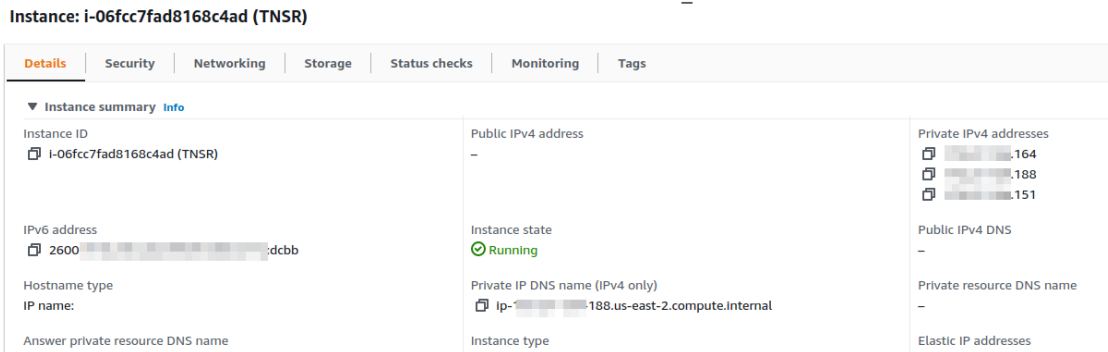 Instance: i-06fcc7fad8168c4ad (TNSR)
Details Security Networking Storage Status checks Monitoring Tags
Instance summary Info
Instance ID
i-06fcc7fad8168c4ad (TNSR)
Public IPv4 address
–
Private IPv4 addresses
.164
.188
.151
IPv6 address
2600 :dcbb
Instance state
Running
Public IPv4 DNS
–
Hostname type
IP name:
Private IP DNS name (IPv4 only)
ip-1 -188.us-east-2.compute.internal
Private resource DNS name
–
Answer private resource DNS name
Instance type
Elastic IP addresses